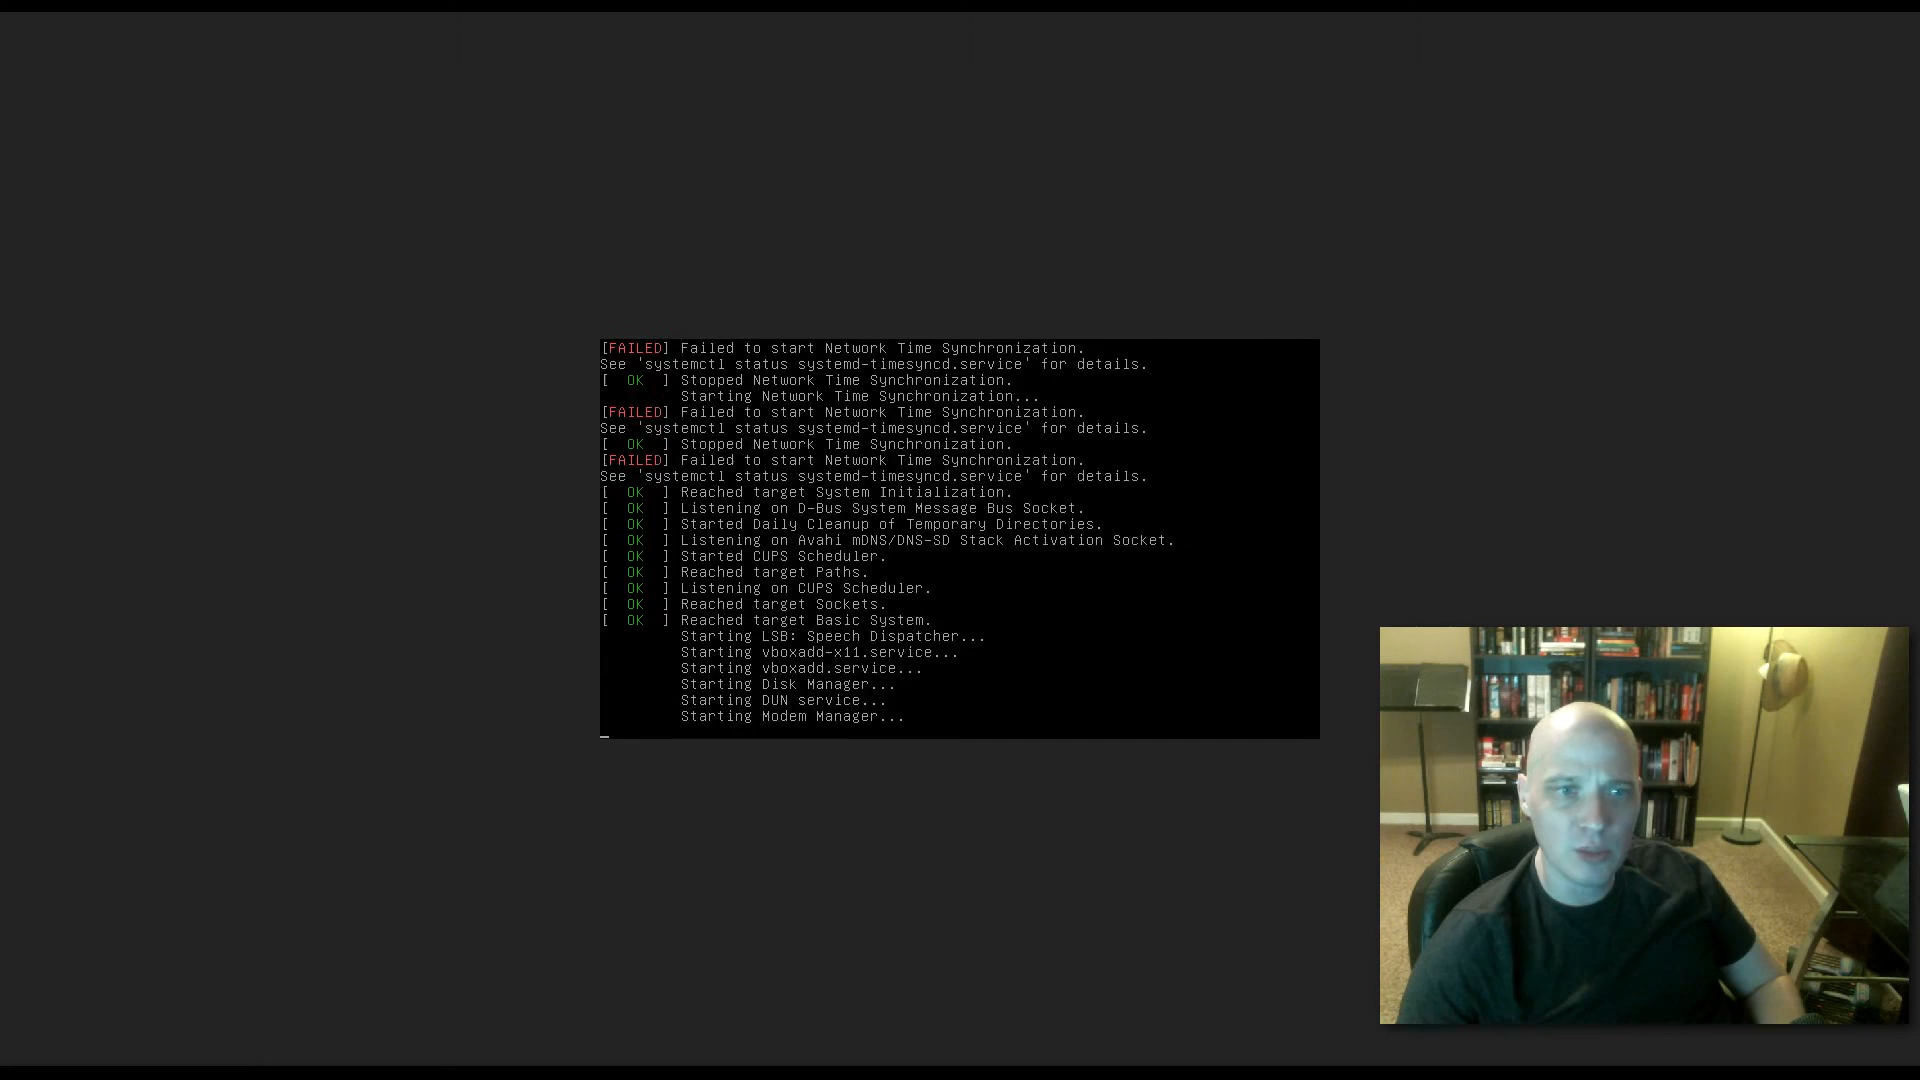 [FAILED] Failed to start Network Time Synchronization.
See 'systemctl status systemd-timesyncd.service' for details.
[  OK  ] Stopped Network Time Synchronization.
         Starting Network Time Synchronization...
[FAILED] Failed to start Network Time Synchronization.
See 'systemctl status systemd-timesyncd.service' for details.
[  OK  ] Stopped Network Time Synchronization.
[FAILED] Failed to start Network Time Synchronization.
See 'systemctl status systemd-timesyncd.service' for details.
[  OK  ] Reached target System Initialization.
[  OK  ] Listening on D-Bus System Message Bus Socket.
[  OK  ] Started Daily Cleanup of Temporary Directories.
[  OK  ] Listening on Avahi mDNS/DNS-SD Stack Activation Socket.
[  OK  ] Started CUPS Scheduler.
[  OK  ] Reached target Paths.
[  OK  ] Listening on CUPS Scheduler.
[  OK  ] Reached target Sockets.
[  OK  ] Reached target Basic System.
         Starting LSB: Speech Dispatcher...
         Starting vboxadd-x11.service...
         Starting vboxadd.service...
         Starting Disk Manager...
         Starting DUN service...
         Starting Modem Manager...